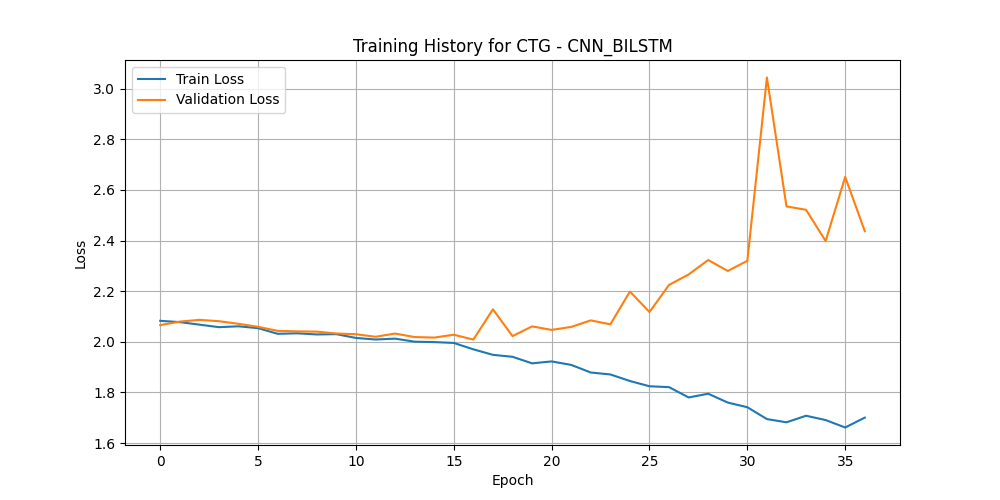 Training History for CTG - CNN_BILSTM
Train Loss
Validation Loss
3.0
2.8
2.6
2.4
2.2
2.0
1.8
1.6
Loss
0 5 10 15 20 25 30 35
Epoch